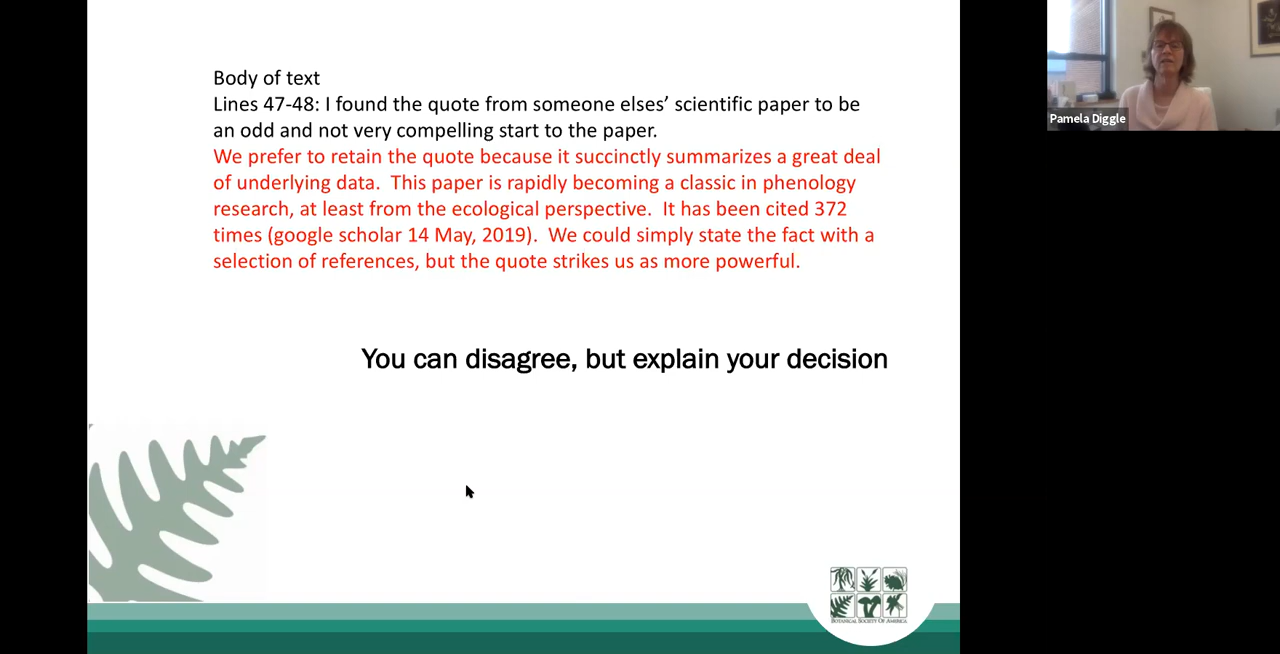 Body of text
Lines 47-48: I found the quote from someone elses’ scientific paper to be
an odd and not very compelling start to the paper.
We prefer to retain the quote because it succinctly summarizes a great deal
of underlying data.  This paper is rapidly becoming a classic in phenology
research, at least from the ecological perspective.  It has been cited 372
times (google scholar 14 May, 2019).  We could simply state the fact with a
selection of references, but the quote strikes us as more powerful.
You can disagree, but explain your decision
Pamela Diggle
BOTANICAL SOCIETY OF AMERICA